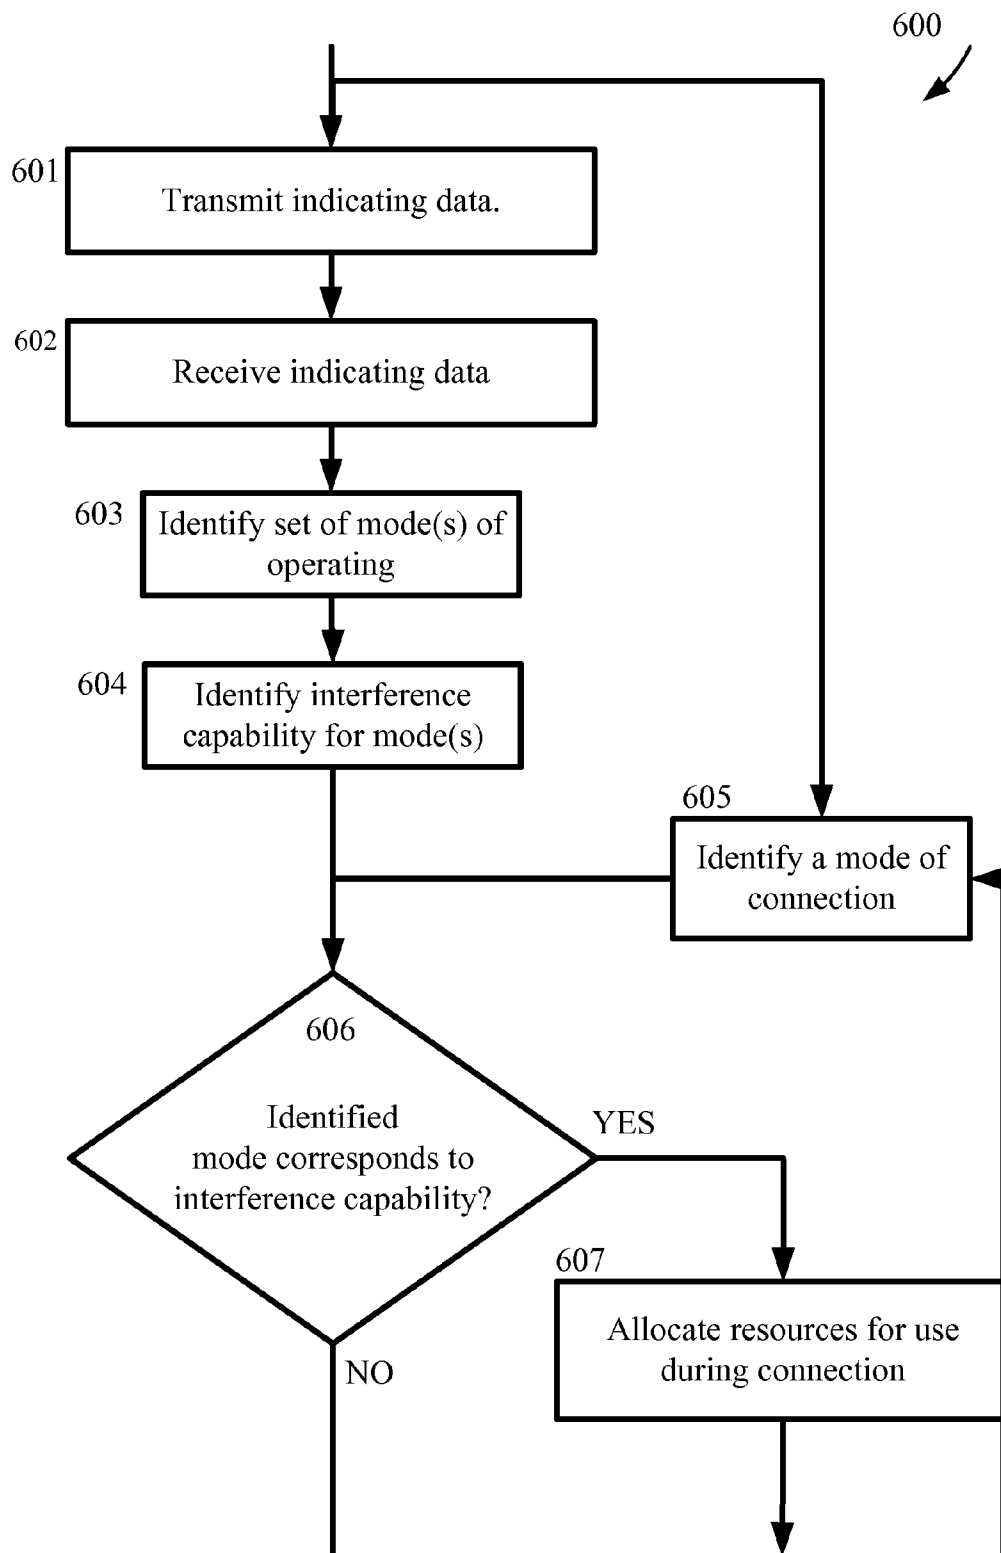 600
601
Transmit indicating data.
602
Receive indicating data
603
Identify set of mode(s) of
operating
604
Identify interference
capability for mode(s)
605
Identify a mode of
connection
606
Identified
mode corresponds to
interference capability?
YES
607
Allocate resources for use
during connection
NO